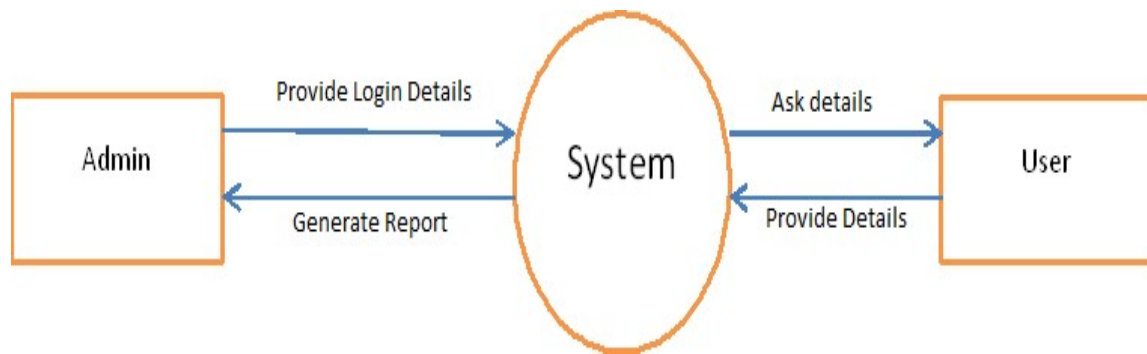 Provide Login Details
Ask details
Admin
System
User
Generate Report
Provide Details